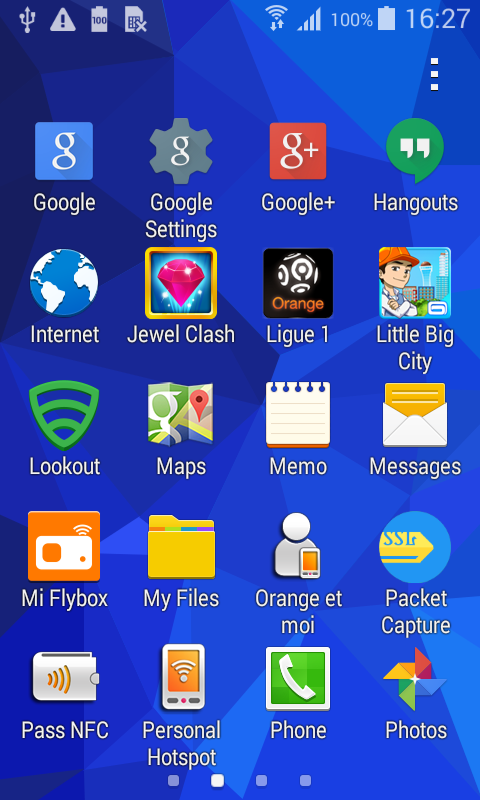 100 100% 16:27
g g g+
Google Google Settings Google+ Hangouts
Orange
Internet Jewel Clash Ligue 1 Little Big City
g
Lookout Maps Memo Messages
SSL
Mi Flybox My Files Orange et moi Packet Capture
Pass NFC Personal Hotspot Phone Photos